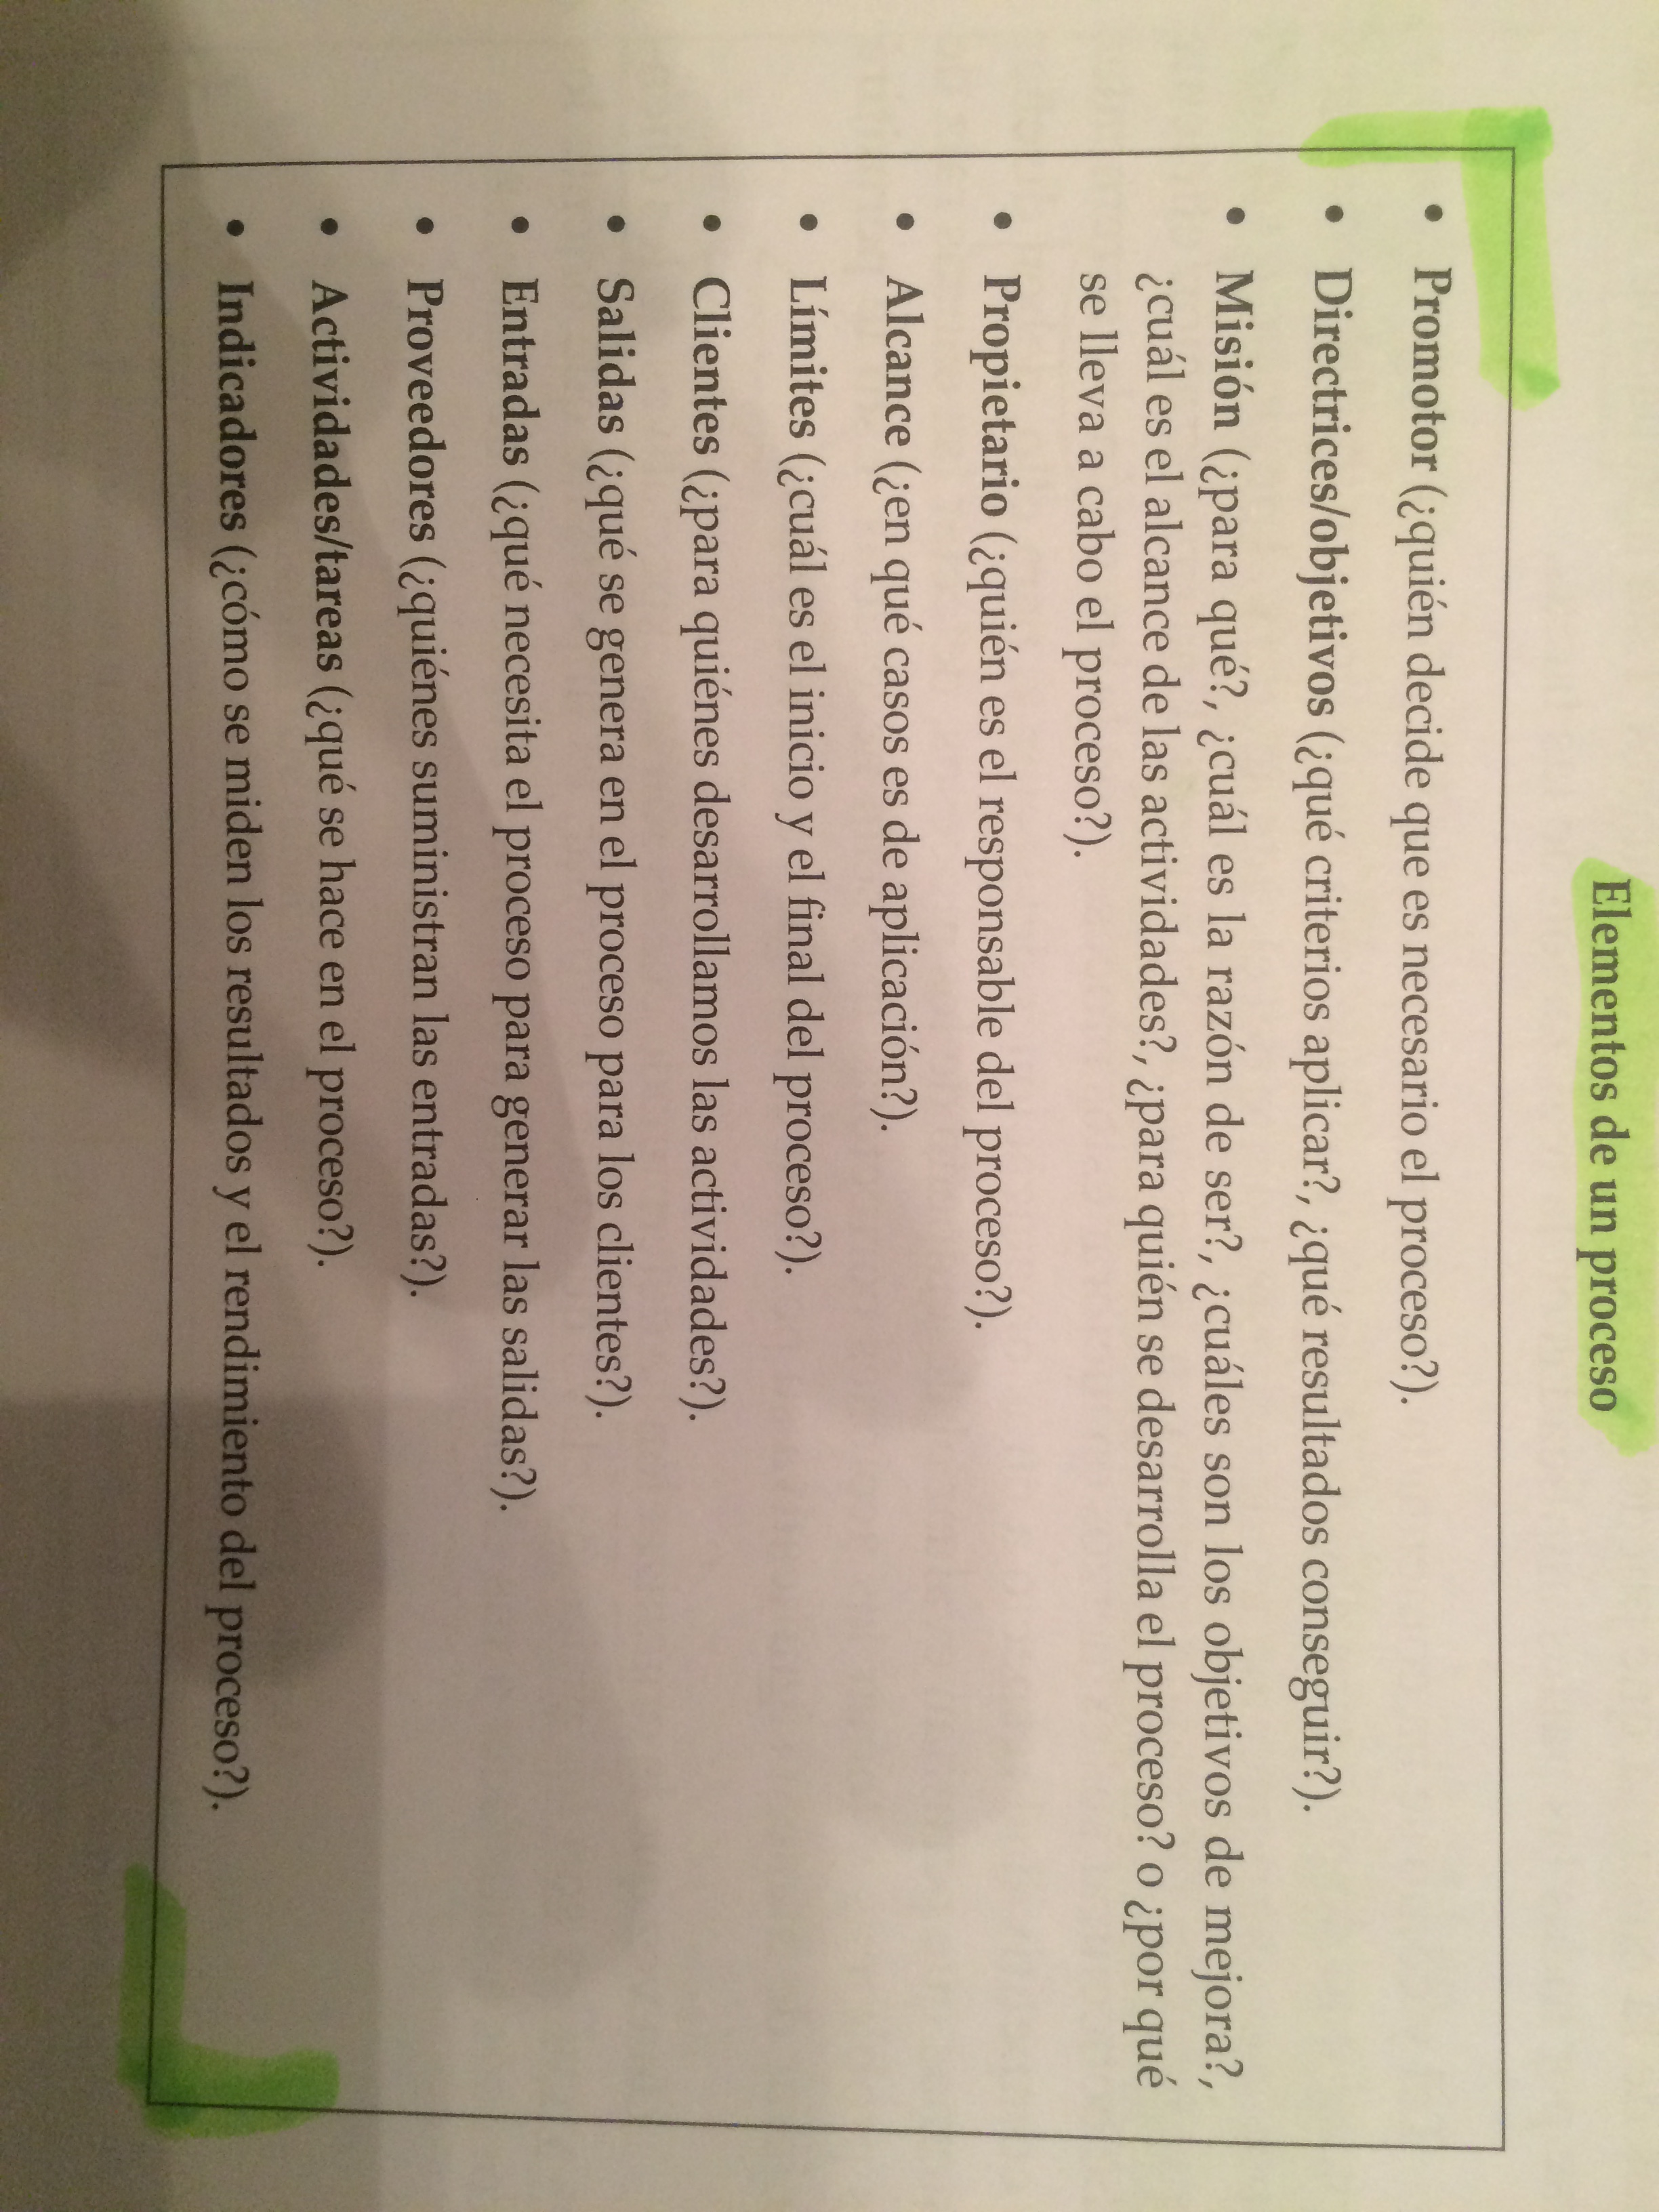 Elementos de un proceso
• Promotor (¿quién decide que es necesario el proceso?).
• Directrices/objetivos (¿qué criterios aplicar?, ¿qué resultados conseguir?).
• Misión (¿para qué?, ¿cuál es la razón de ser?, ¿cuáles son los objetivos de mejora?,
¿cuál es el alcance de las actividades?, ¿para quién se desarrolla el proceso? o ¿por qué
se lleva a cabo el proceso?).
• Propietario (¿quién es el responsable del proceso?).
• Alcance (¿en qué casos es de aplicación?).
• Límites (¿cuál es el inicio y el final del proceso?).
• Clientes (¿para quiénes desarrollamos las actividades?).
• Salidas (¿qué se genera en el proceso para los clientes?).
• Entradas (¿qué necesita el proceso para generar las salidas?).
• Proveedores (¿quiénes suministran las entradas?).
• Actividades/tareas (¿qué se hace en el proceso?).
• Indicadores (¿cómo se miden los resultados y el rendimiento del proceso?).